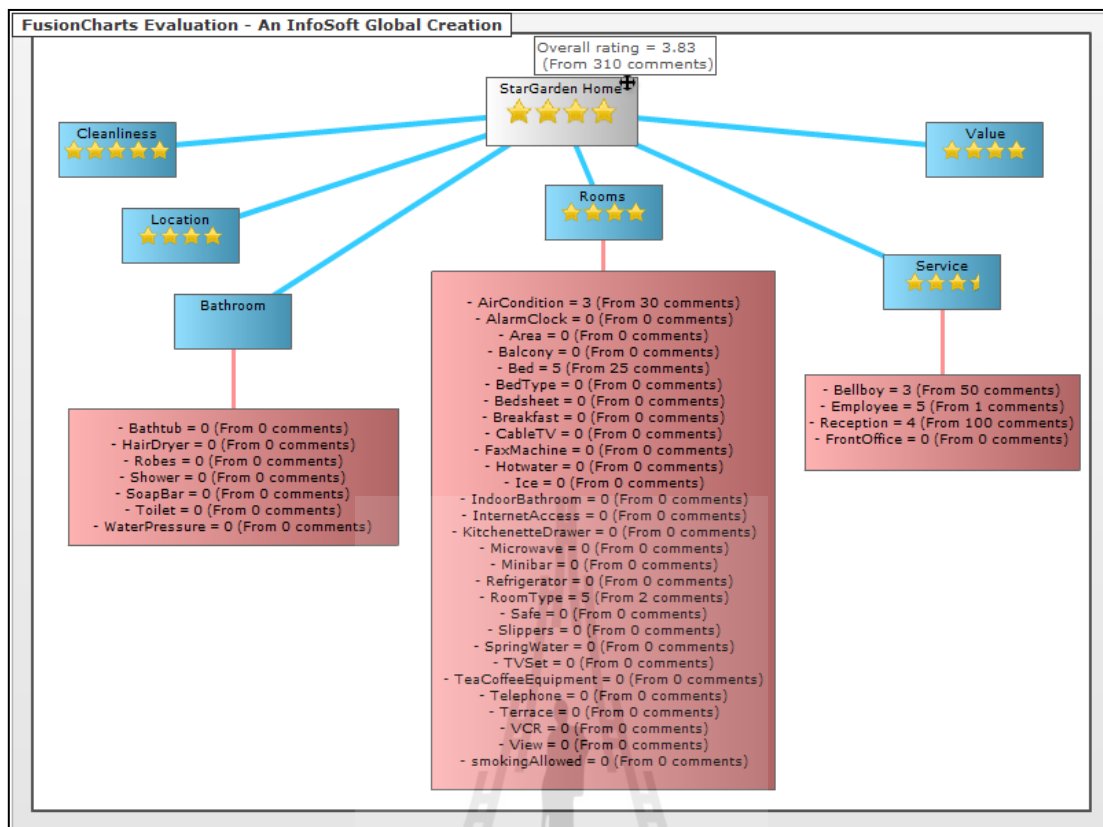 FusionCharts Evaluation - An InfoSoft Global Creation
Overall rating = 3.83
(From 310 comments)
StarGarden Home
Cleanliness
Value
Location
Rooms
Service
Bathroom
- Bathtub = 0 (From 0 comments)
- HairDryer = 0 (From 0 comments)
- Robes = 0 (From 0 comments)
- Shower = 0 (From 0 comments)
- SoapBar = 0 (From 0 comments)
- Toilet = 0 (From 0 comments)
- WaterPressure = 0 (From 0 comments)
- AirCondition = 3 (From 30 comments)
- AlarmClock = 0 (From 0 comments)
- Area = 0 (From 0 comments)
- Balcony = 0 (From 0 comments)
- Bed = 5 (From 25 comments)
- BedType = 0 (From 0 comments)
- Bedsheet = 0 (From 0 comments)
- Breakfast = 0 (From 0 comments)
- CableTV = 0 (From 0 comments)
- FaxMachine = 0 (From 0 comments)
- Hotwater = 0 (From 0 comments)
- Ice = 0 (From 0 comments)
- IndoorBathroom = 0 (From 0 comments)
- InternetAccess = 0 (From 0 comments)
- KitchenetteDrawer = 0 (From 0 comments)
- Microwave = 0 (From 0 comments)
- Minibar = 0 (From 0 comments)
- Refrigerator = 0 (From 0 comments)
- RoomType = 5 (From 2 comments)
- Safe = 0 (From 0 comments)
- Slippers = 0 (From 0 comments)
- SpringWater = 0 (From 0 comments)
- TVSet = 0 (From 0 comments)
- TeaCoffeeEquipment = 0 (From 0 comments)
- Telephone = 0 (From 0 comments)
- Terrace = 0 (From 0 comments)
- VCR = 0 (From 0 comments)
- View = 0 (From 0 comments)
- smokingAllowed = 0 (From 0 comments)
- Bellboy = 3 (From 50 comments)
- Employee = 5 (From 1 comments)
- Reception = 4 (From 100 comments)
- FrontOffice = 0 (From 0 comments)